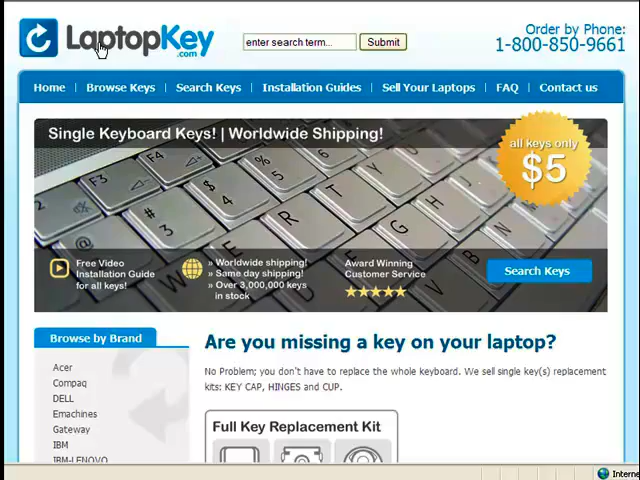 LaptopKey
.com
enter search term...
Submit
Order by Phone:
1-800-850-9661
Home
Browse Keys
Search Keys
Installation Guides
Sell Your Laptops
FAQ
Contact us
Single Keyboard Keys! | Worldwide Shipping!
all keys only
$5
Free Video
Installation Guide
for all keys!
» Worldwide shipping!
» Same day shipping!
» Over 3,000,000 keys
in stock
Award Winning
Customer Service
Search Keys
Browse by Brand
Acer
Compaq
DELL
Emachines
Gateway
IBM
IBM-LENOVO
Are you missing a key on your laptop?
No Problem; you don't have to replace the whole keyboard. We sell single key(s) replacement
kits: KEY CAP, HINGES and CUP.
Full Key Replacement Kit